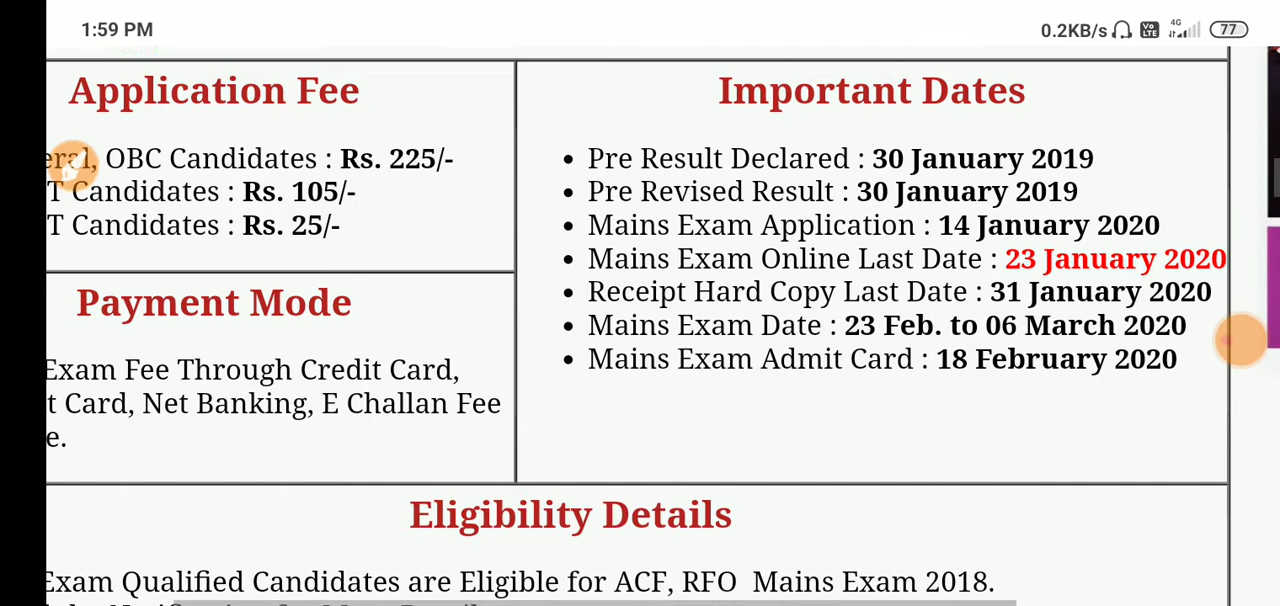 1:59 PM
0.2KB/s
Vo LTE
4G
77
Application Fee
eral, OBC Candidates : Rs. 225/-
T Candidates : Rs. 105/-
T Candidates : Rs. 25/-
Payment Mode
Exam Fee Through Credit Card,
t Card, Net Banking, E Challan Fee
e.
Important Dates
• Pre Result Declared : 30 January 2019
• Pre Revised Result : 30 January 2019
• Mains Exam Application : 14 January 2020
• Mains Exam Online Last Date : 23 January 2020
• Receipt Hard Copy Last Date : 31 January 2020
• Mains Exam Date : 23 Feb. to 06 March 2020
• Mains Exam Admit Card : 18 February 2020
Eligibility Details
Exam Qualified Candidates are Eligible for ACF, RFO Mains Exam 2018.